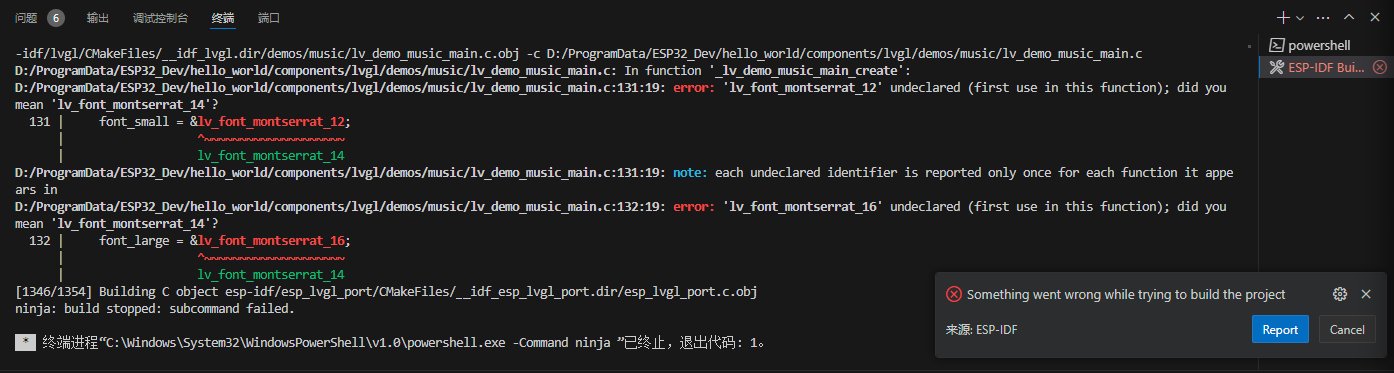 问题 6 输出 调试控制台 终端 端口
-idf/lvgl/CMakeFiles/__idf_lvgl.dir/demos/music/lv_demo_music_main.c.obj -c D:/ProgramData/ESP32_Dev/hello_world/components/lvgl/demos/music/lv_demo_music_main.c
D:/ProgramData/ESP32_Dev/hello_world/components/lvgl/demos/music/lv_demo_music_main.c: In function '_lv_demo_music_main_create':
D:/ProgramData/ESP32_Dev/hello_world/components/lvgl/demos/music/lv_demo_music_main.c:131:19: error: 'lv_font_montserrat_12' undeclared (first use in this function); did you
mean 'lv_font_montserrat_14'?
131 | font_small = &lv_font_montserrat_12;
| ^~~~~~~~~~~~~~~~~~~~~
| lv_font_montserrat_14
D:/ProgramData/ESP32_Dev/hello_world/components/lvgl/demos/music/lv_demo_music_main.c:131:19: note: each undeclared identifier is reported only once for each function it appe
ars in
D:/ProgramData/ESP32_Dev/hello_world/components/lvgl/demos/music/lv_demo_music_main.c:132:19: error: 'lv_font_montserrat_16' undeclared (first use in this function); did you
mean 'lv_font_montserrat_14'?
132 | font_large = &lv_font_montserrat_16;
| ^~~~~~~~~~~~~~~~~~~~~
| lv_font_montserrat_14
[1346/1354] Building C object esp-idf/esp_lvgl_port/CMakeFiles/__idf_esp_lvgl_port.dir/esp_lvgl_port.c.obj
ninja: build stopped: subcommand failed.
* 终端进程“C:\Windows\System32\WindowsPowerShell\v1.0\powershell.exe -Command ninja ”已终止，退出代码: 1。
powershell
ESP-IDF Bui...
Something went wrong while trying to build the project
来源: ESP-IDF
Report
Cancel